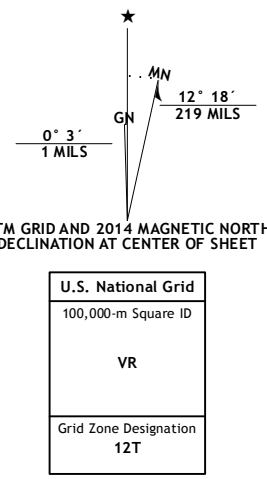 ★
MN
GN
12° 18´
219 MILS
0° 3´
1 MILS
TM GRID AND 2014 MAGNETIC NORTH
DECLINATION AT CENTER OF SHEET
U.S. National Grid
100,000-m Square ID
VR
Grid Zone Designation
12T